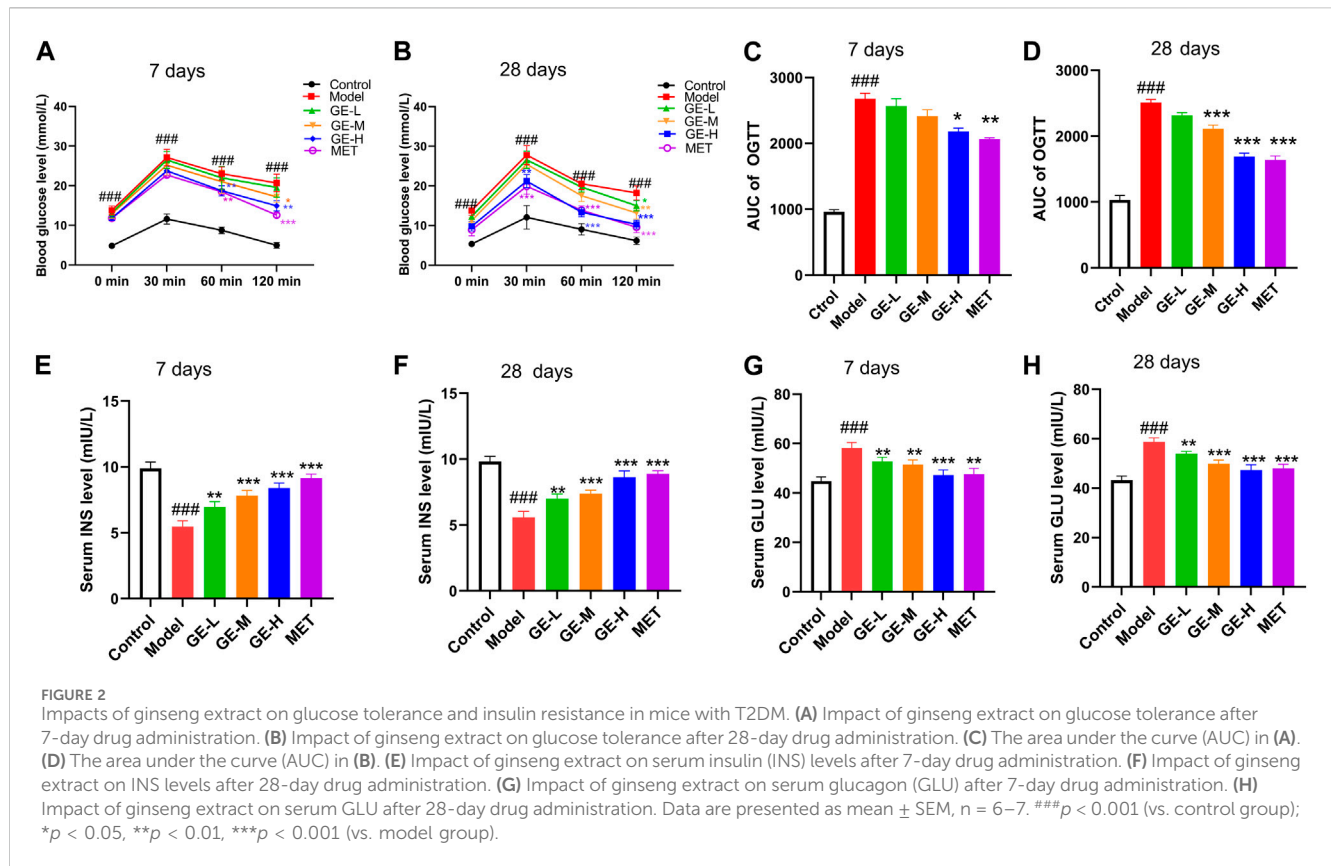 A
7 days
Control
Model
GE-L
GE-M
GE-H
MET
Blood glucose level (mmol/L)
40
30
20
10
0
###
###
###
###
**
**
*
**
***
0 min
30 min
60 min
120 min
B
28 days
Control
Model
GE-L
GE-M
GE-H
MET
Blood glucose level (mmol/L)
40
30
20
10
0
###
###
###
###
**
***
***
***
*
**
***
***
0 min
30 min
60 min
120 min
C
7 days
AUC of OGTT
3000
2000
1000
0
###
*
**
Ctrol
Model
GE-L
GE-M
GE-H
MET
D
28 days
AUC of OGTT
3000
2000
1000
0
###
***
***
***
Ctrol
Model
GE-L
GE-M
GE-H
MET
E
7 days
Serum INS level (mIU/L)
15
10
5
0
###
**
***
***
***
Control
Model
GE-L
GE-M
GE-H
MET
F
28 days
Serum INS level (mIU/L)
15
10
5
0
###
**
***
***
***
Control
Model
GE-L
GE-M
GE-H
MET
G
7 days
Serum GLU level (mIU/L)
80
60
40
20
0
###
**
**
***
**
Control
Model
GE-L
GE-M
GE-H
MET
H
28 days
Serum GLU level (mIU/L)
80
60
40
20
0
###
**
***
***
***
Control
Model
GE-L
GE-M
GE-H
MET
FIGURE 2
Impacts of ginseng extract on glucose tolerance and insulin resistance in mice with T2DM. (A) Impact of ginseng extract on glucose tolerance after
7-day drug administration. (B) Impact of ginseng extract on glucose tolerance after 28-day drug administration. (C) The area under the curve (AUC) in (A).
(D) The area under the curve (AUC) in (B). (E) Impact of ginseng extract on serum insulin (INS) levels after 7-day drug administration. (F) Impact of ginseng
extract on INS levels after 28-day drug administration. (G) Impact of ginseng extract on serum glucagon (GLU) after 7-day drug administration. (H)
Impact of ginseng extract on serum GLU after 28-day drug administration. Data are presented as mean ± SEM, n = 6–7. ###p < 0.001 (vs. control group);
*p < 0.05, **p < 0.01, ***p < 0.001 (vs. model group).